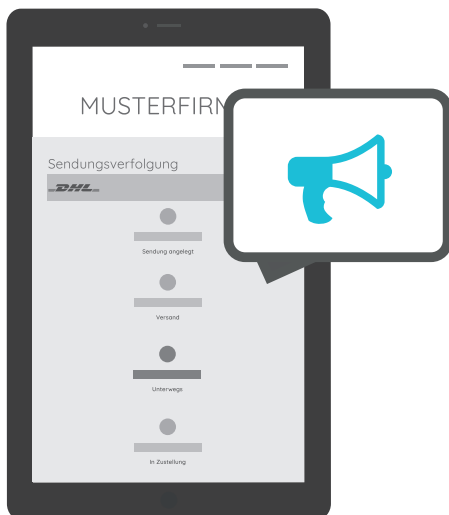 MUSTERFIRM
Sendungsverfolgung
DHL
Sendung angelegt
Versand
Unterwegs
In Zustellung